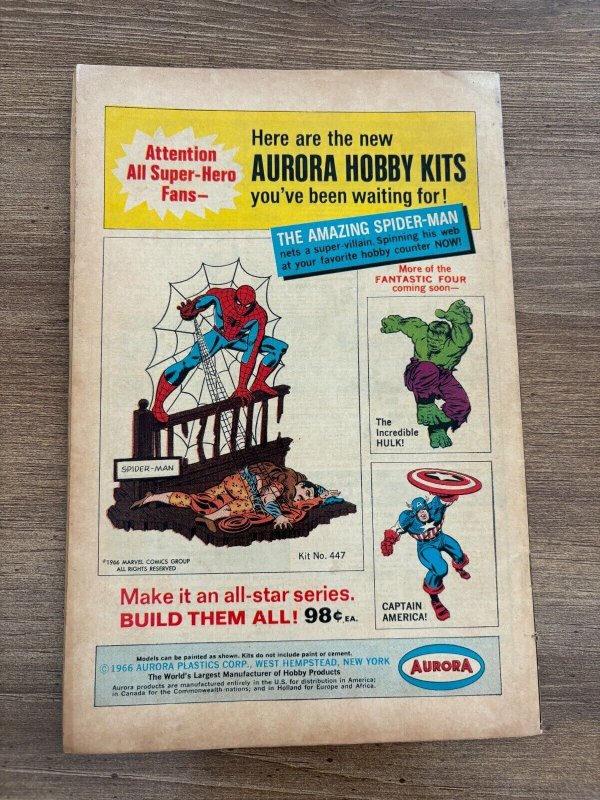 Attention
All Super-Hero
Fans—
Here are the new
AURORA HOBBY KITS
you've been waiting for!
THE AMAZING SPIDER-MAN
nets a super-villain. Spinning his web
at your favorite hobby counter NOW!
More of the
FANTASTIC FOUR
coming soon—
The
Incredible
HULK!
SPIDER-MAN
Kit No. 447
©1966 MARVEL COMICS GROUP
ALL RIGHTS RESERVED
CAPTAIN
AMERICA!
Make it an all-star series.
BUILD THEM ALL! 98¢ EA.
Models can be painted as shown. Kits do not include paint or cement.
© 1966 AURORA PLASTICS CORP., WEST HEMPSTEAD, NEW YORK
The World's Largest Manufacturer of Hobby Products
Aurora products are manufactured entirely in the U.S. for distribution in America;
in Canada for the Commonwealth nations; and in Holland for Europe and Africa.
AURORA